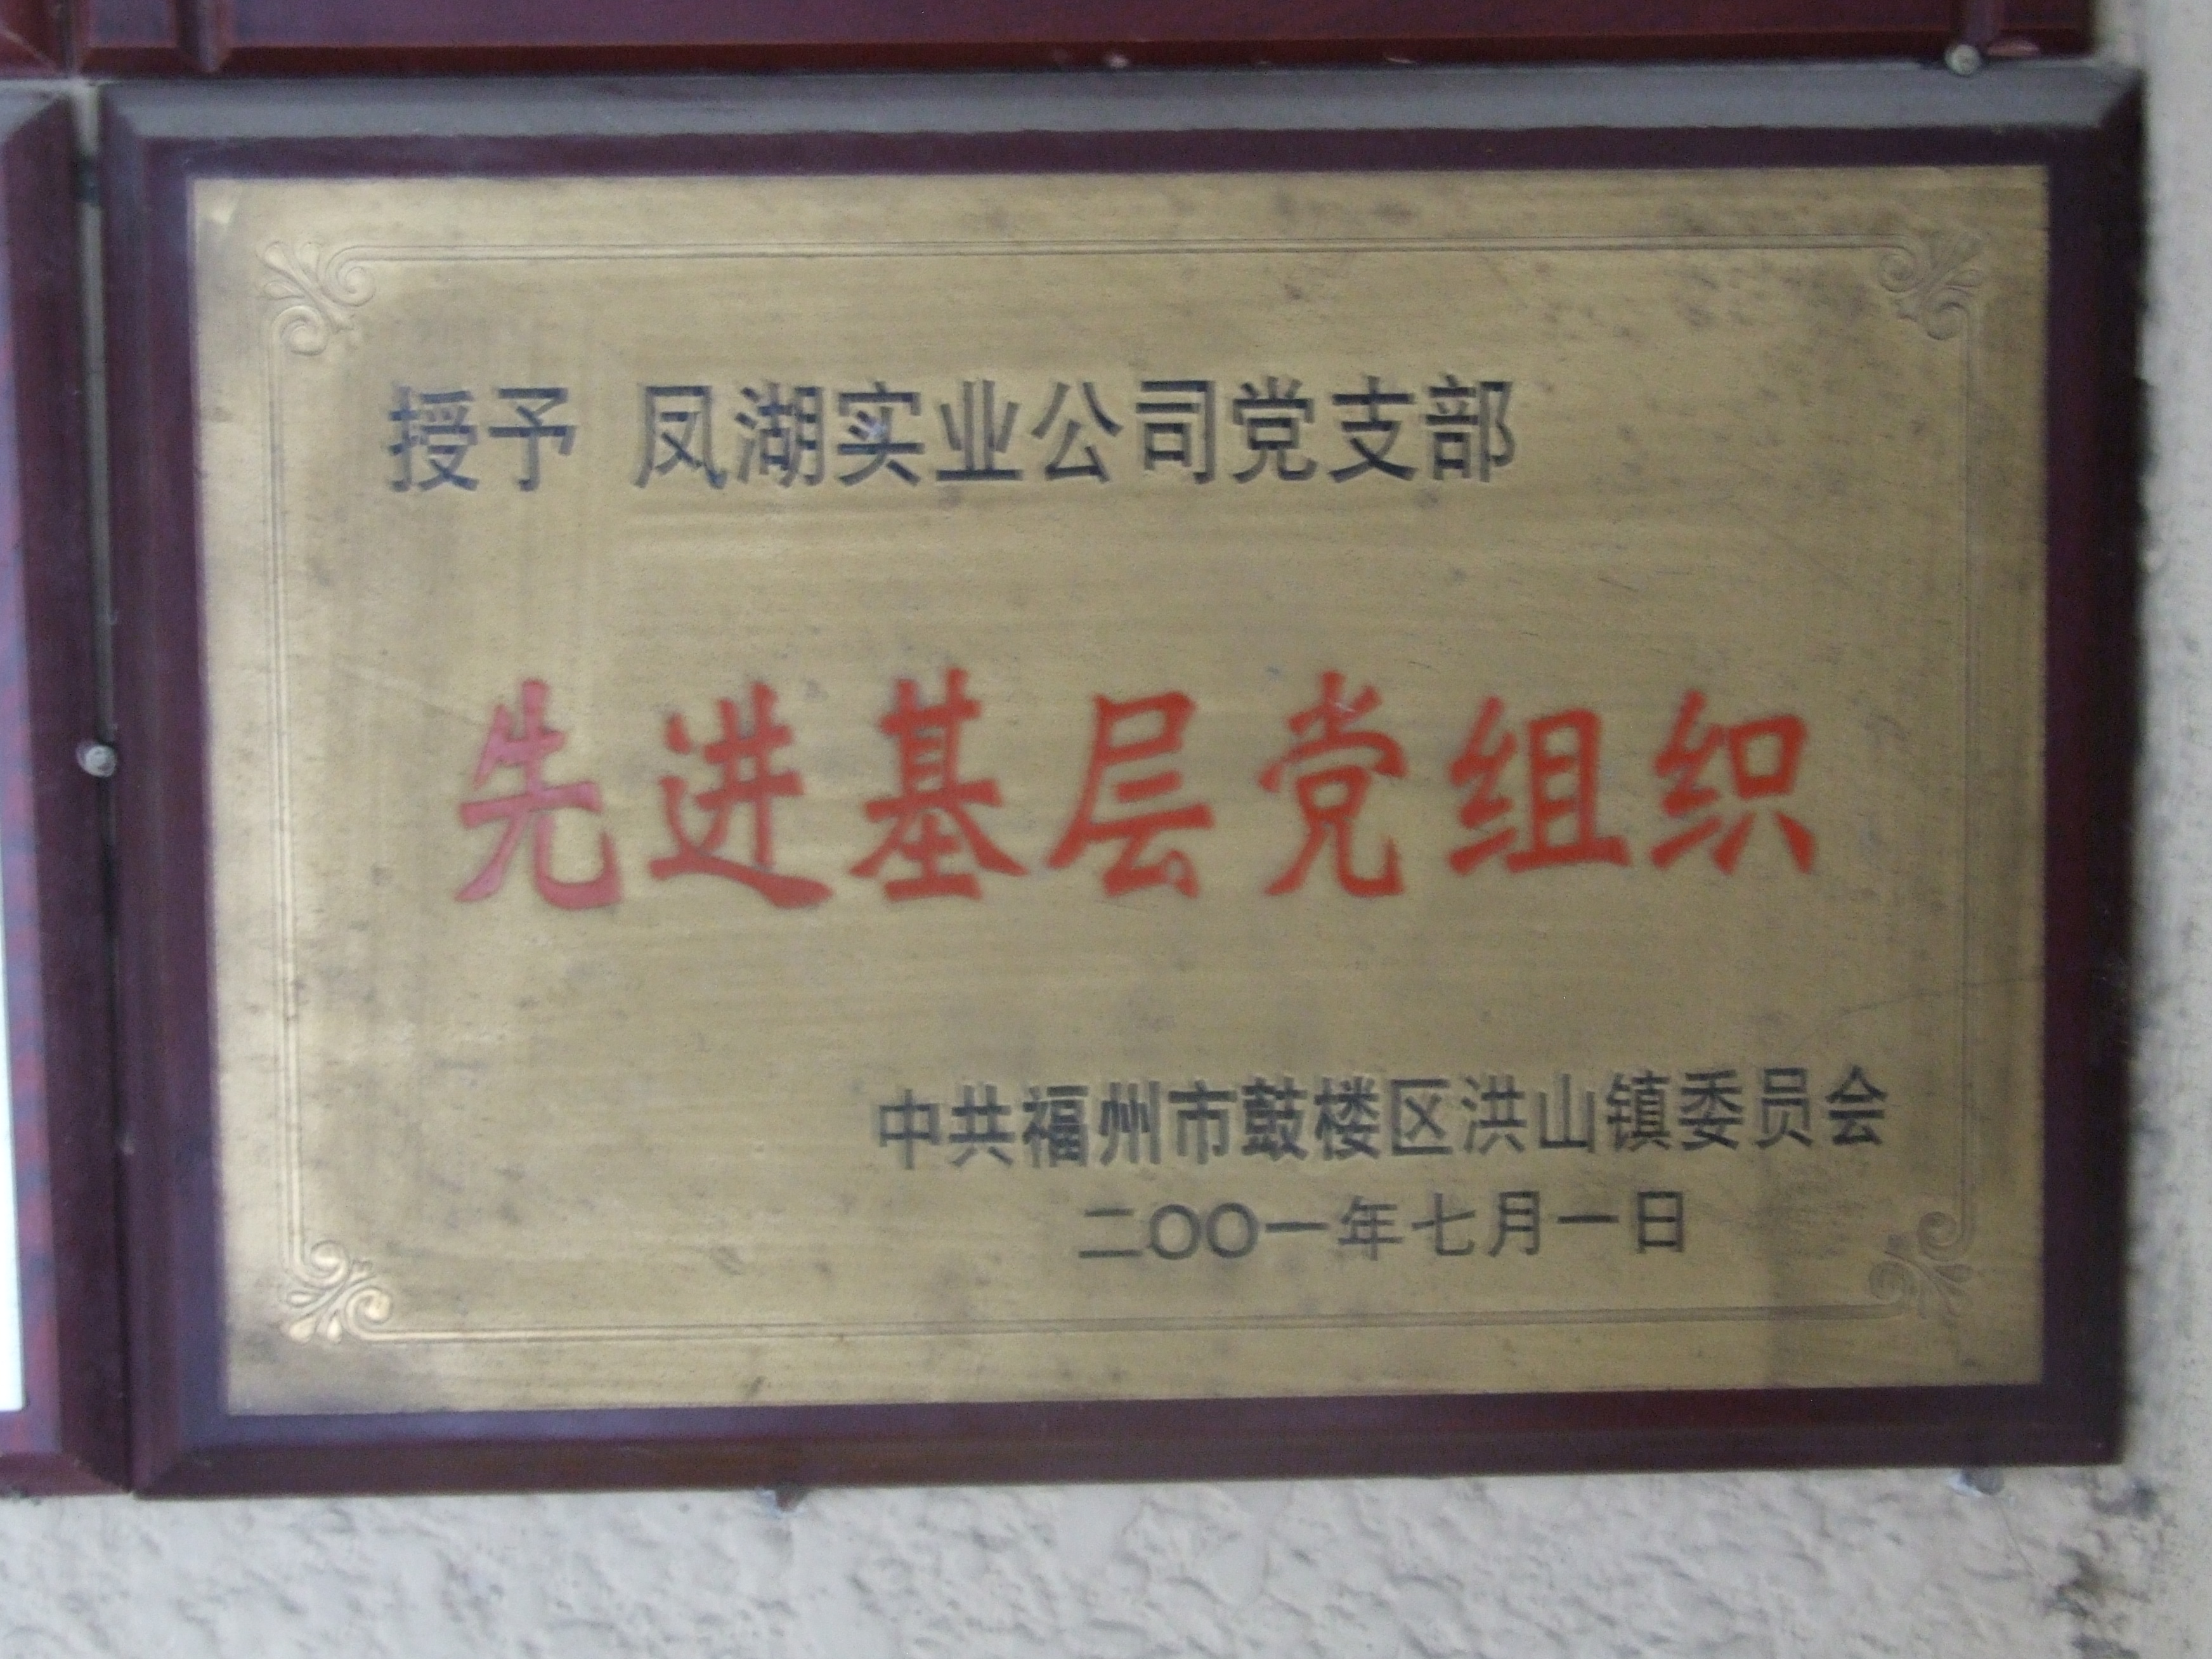 授予 凤湖实业公司党支部
先进基层党组织
中共福州市鼓楼区洪山镇委员会
二〇〇一年七月一日